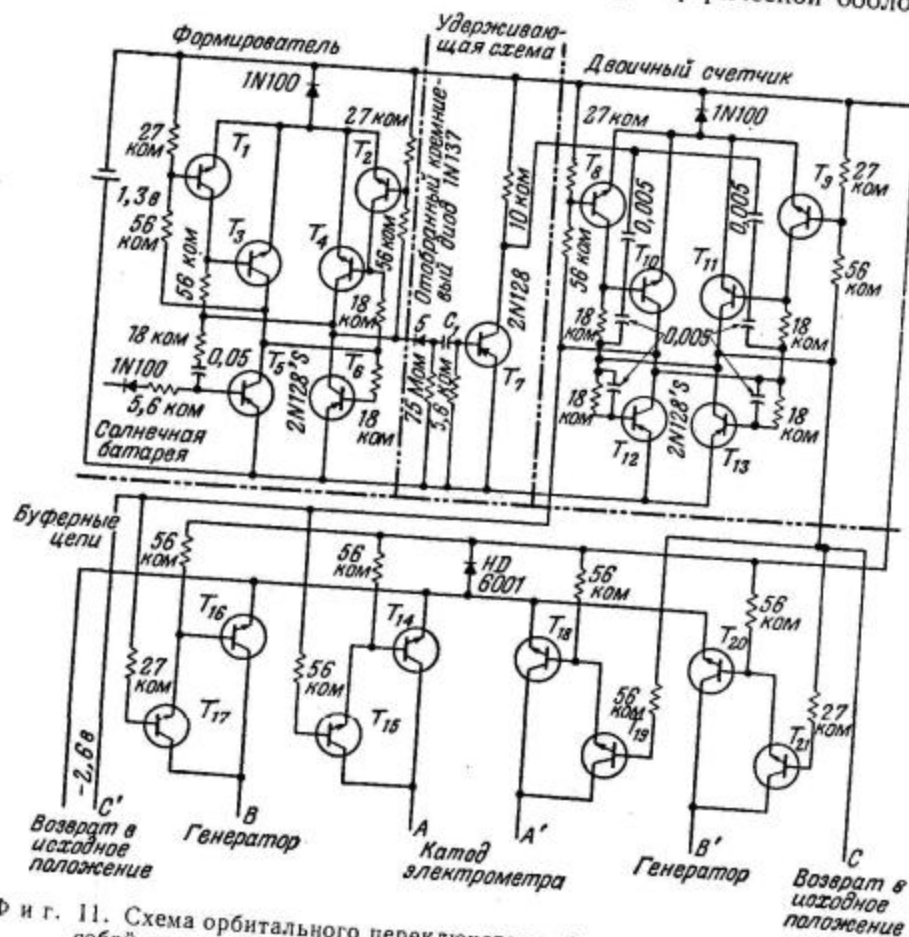 Формирователь
Удерживаю-
щая схема
Двоичный счетчик
1N100
27 ком
1N100
27
ком
T1
T2
27 ком
T8
T9
27
ком
1,3 в
56
ком
T3
T4
56 ком
Отобранный кремние-
вый диод 1N137
10 ком
0,005
0,005
56 ком
T10
T11
56
ком
56 ком
18
ком
2N128
18
ком
0,005
18
ком
18 ком
0,05
5
C1
T7
1N100
T5
T6
5,6 ком
2N128'S
75 Мом
5,6 ком
18
ком
18
ком
2N128'S
18
ком
T12
T13
Солнечная
батарея
Буферные
цепи
56
ком
56
ком
HD
6001
56
ком
56
ком
T16
T14
T18
T20
27
ком
T17
56
ком
T15
56
ком
T19
T21
27
ком
-2,6 в
C'
B
A
A'
B'
C
Возврат в
исходное
положение
Генератор
Катод
электрометра
Генератор
Возврат в
исходное
положение
Фиг. 11. Схема орбитального